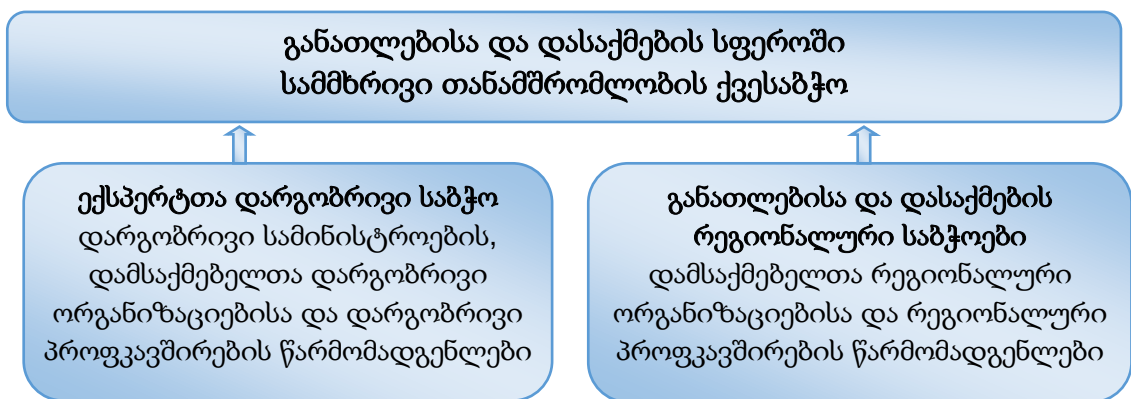 განათლებისა და დასაქმების სფეროში
სამმხრივი თანამშრომლობის ქვესაბჭო
ექსპერტთა დარგობრივი საბჭო
დარგობრივი სამინისტროების,
დამსაქმებელთა დარგობრივი
ორგანიზაციებისა და დარგობრივი
პროფკავშირების წარმომადგენლები
განათლებისა და დასაქმების
რეგიონალური საბჭოები
დამსაქმებელთა რეგიონალური
ორგანიზაციებისა და რეგიონალური
პროფკავშირების წარმომადგენლები